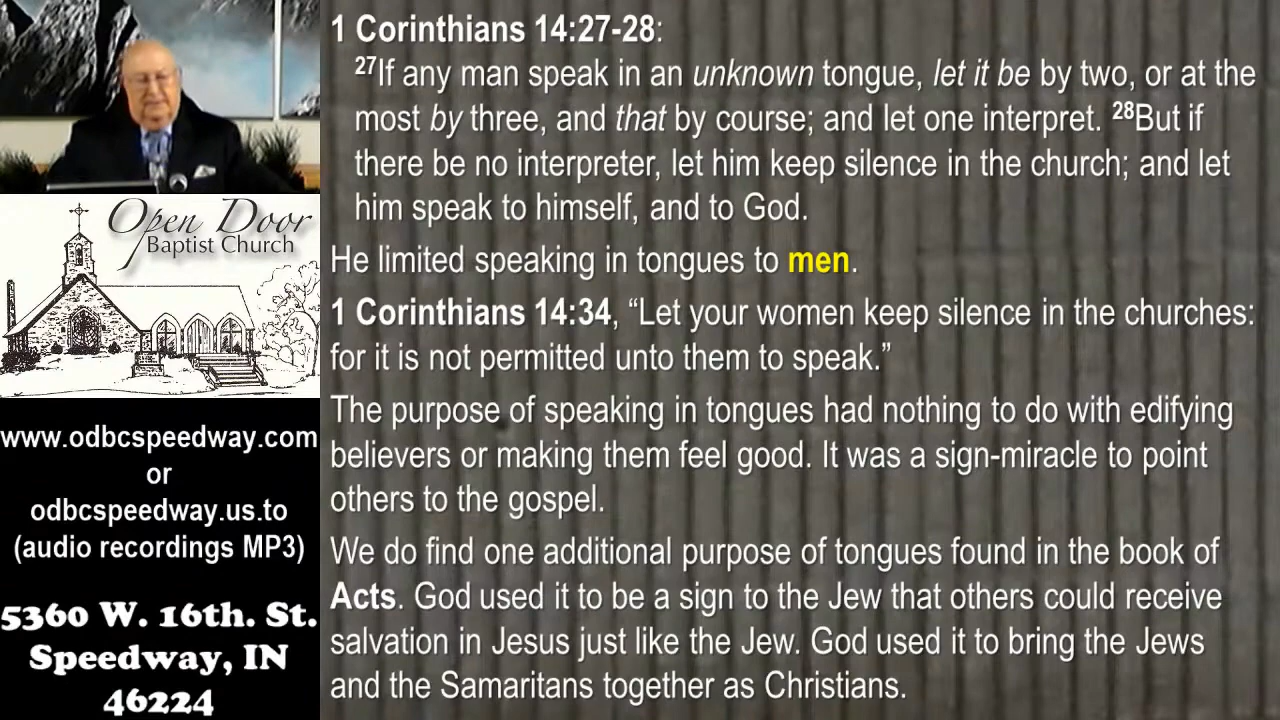 Open Door
Baptist Church
www.odbcspeedway.com
or
odbcspeedway.us.to
(audio recordings MP3)
5360 W. 16th. St.
Speedway, IN
46224
1 Corinthians 14:27-28:
27If any man speak in an unknown tongue, let it be by two, or at the
most by three, and that by course; and let one interpret. 28But if
there be no interpreter, let him keep silence in the church; and let
him speak to himself, and to God.
He limited speaking in tongues to men.
1 Corinthians 14:34, “Let your women keep silence in the churches:
for it is not permitted unto them to speak.”
The purpose of speaking in tongues had nothing to do with edifying
believers or making them feel good. It was a sign-miracle to point
others to the gospel.
We do find one additional purpose of tongues found in the book of
Acts. God used it to be a sign to the Jew that others could receive
salvation in Jesus just like the Jew. God used it to bring the Jews
and the Samaritans together as Christians.